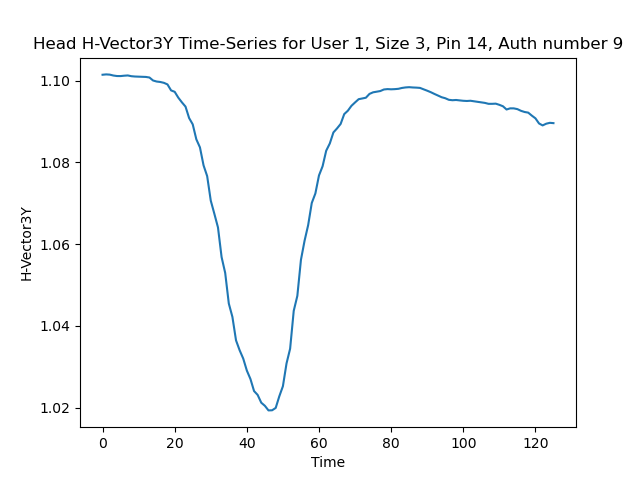 Head H-Vector3Y Time-Series for User 1, Size 3, Pin 14, Auth number 9
1.10
1.08
1.06
1.04
1.02
H-Vector3Y
0 20 40 60 80 100 120
Time